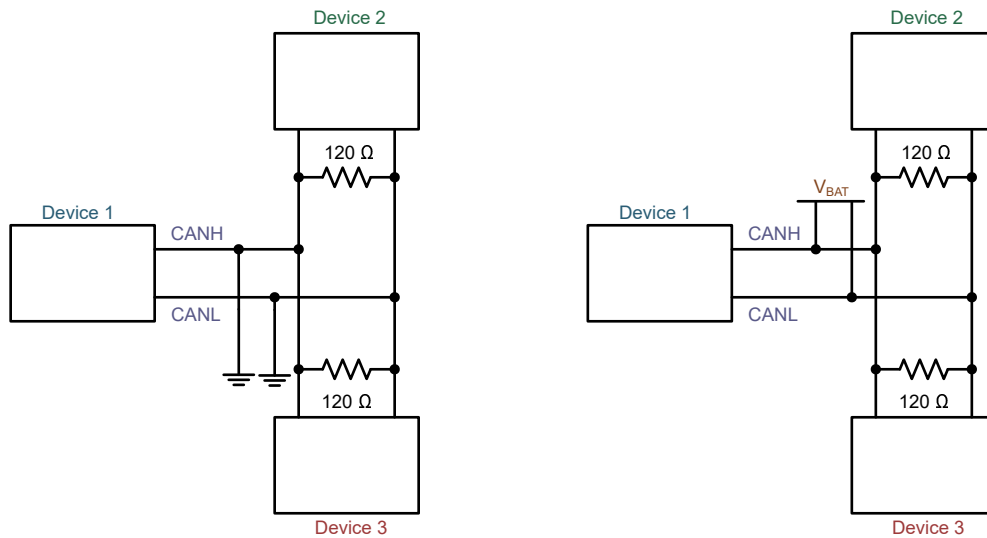 Device 2
120 Ω
Device 1
CANH
CANL
120 Ω
Device 3
Device 2
120 Ω
VBAT
Device 1
CANH
CANL
120 Ω
Device 3